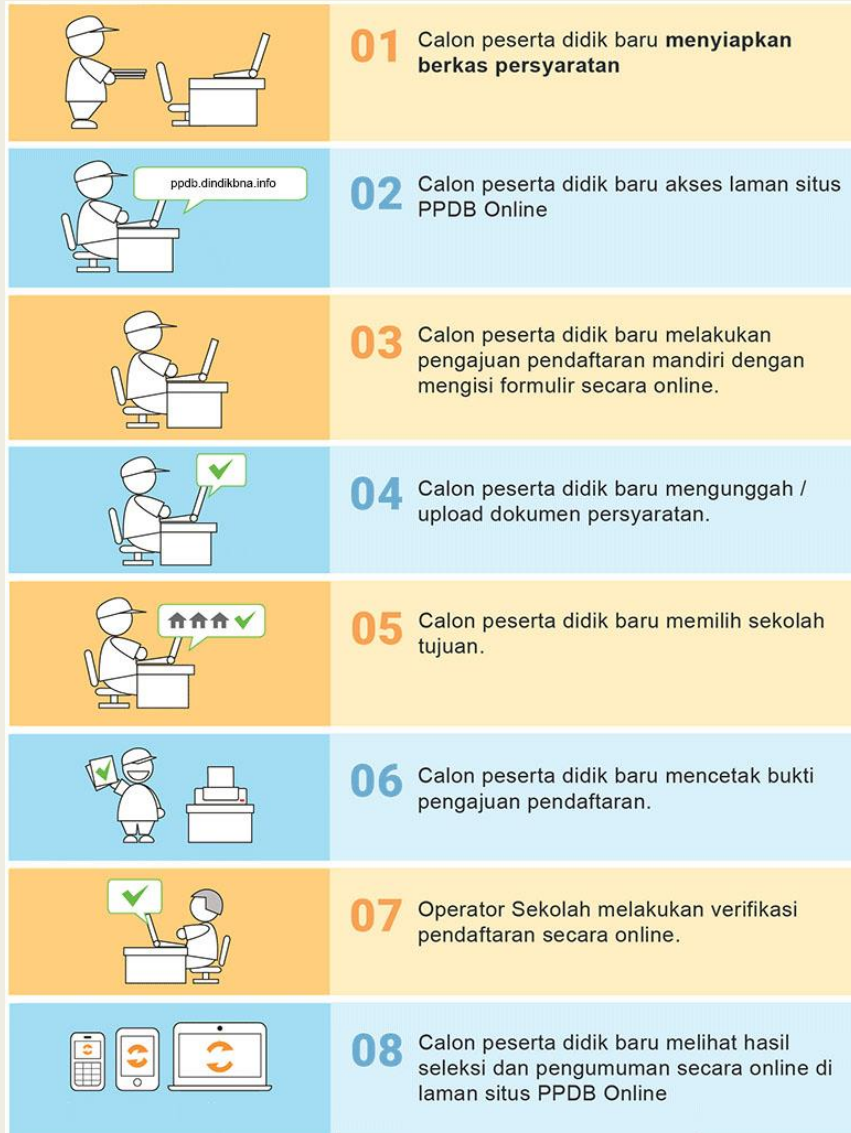 01
Calon peserta didik baru menyiapkan
berkas persyaratan
ppdb.dindikbna.info
02
Calon peserta didik baru akses laman situs
PPDB Online
03
Calon peserta didik baru melakukan
pengajuan pendaftaran mandiri dengan
mengisi formulir secara online.
04
Calon peserta didik baru mengunggah /
upload dokumen persyaratan.
05
Calon peserta didik baru memilih sekolah
tujuan.
06
Calon peserta didik baru mencetak bukti
pengajuan pendaftaran.
07
Operator Sekolah melakukan verifikasi
pendaftaran secara online.
08
Calon peserta didik baru melihat hasil
seleksi dan pengumuman secara online di
laman situs PPDB Online